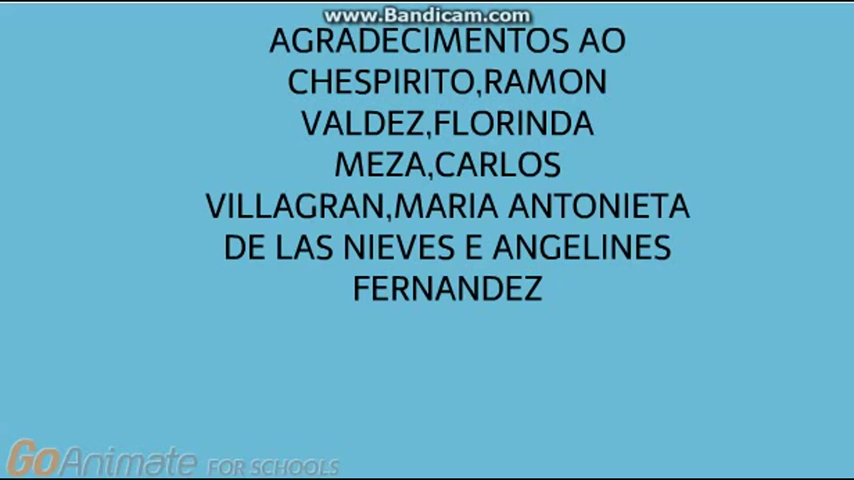 www.Bandicam.com
AGRADECIMENTOS AO
CHESPIRITO,RAMON
VALDEZ,FLORINDA
MEZA,CARLOS
VILLAGRAN,MARIA ANTONIETA
DE LAS NIEVES E ANGELINES
FERNANDEZ
GoAnimate FOR SCHOOLS